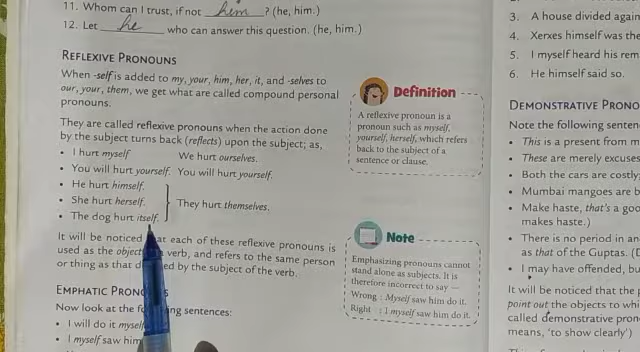 11. Whom can I trust, if not him ? (he, him.)
12. Let he who can answer this question. (he, him.)
REFLEXIVE PRONOUNS
When -self is added to my, your, him, her, it, and -selves to
our, your, them, we get what are called compound personal
pronouns.
They are called reflexive pronouns when the action done
by the subject turns back (reflects) upon the subject; as,
• I hurt myself We hurt ourselves.
• You will hurt yourself. You will hurt yourself.
• He hurt himself.
• She hurt herself. They hurt themselves.
• The dog hurt itself.
It will be noticed at each of these reflexive pronouns is
used as the object verb, and refers to the same person
or thing as that d ed by the subject of the verb.
EMPHATIC PRON S
Now look at the fo ing sentences:
• I will do it myself
• I myself saw him
Definition
A reflexive pronoun is a
pronoun such as myself,
yourself, herself, which refers
back to the subject of a
sentence or clause.
Note
Emphasizing pronouns cannot
stand alone as subjects. It is
therefore incorrect to say —
Wrong : Myself saw him do it.
Right : I myself saw him do it.
3. A house divided again
4. Xerxes himself was the
5. I myself heard his rem
6. He himself said so.
DEMONSTRATIVE PRONO
Note the following senten
• This is a present from m
• These are merely excuses
• Both the cars are costly
• Mumbai mangoes are b
• Make haste, that's a goo
makes haste.)
• There is no period in an
as that of the Guptas. (
• I may have offended, bu
It will be noticed that the
point out the objects to whi
called demonstrative pron
means, 'to show clearly')